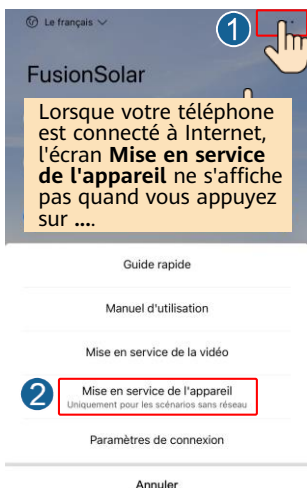 Le français
1
FusionSolar
Lorsque votre téléphone
est connecté à Internet,
l'écran Mise en service
de l'appareil ne s'affiche
pas quand vous appuyez
sur ....
Guide rapide
Manuel d'utilisation
Mise en service de la vidéo
2
Mise en service de l'appareil
Uniquement pour les scénarios sans réseau
Paramètres de connexion
Annuler